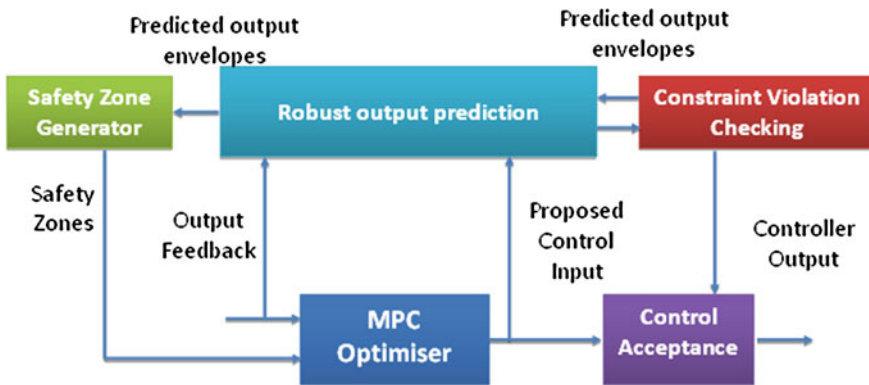 Predicted output
envelopes
Predicted output
envelopes
Safety Zone
Generator
Robust output prediction
Constraint Violation
Checking
Safety
Zones
Output
Feedback
Proposed
Control
Input
Controller
Output
MPC
Optimiser
Control
Acceptance